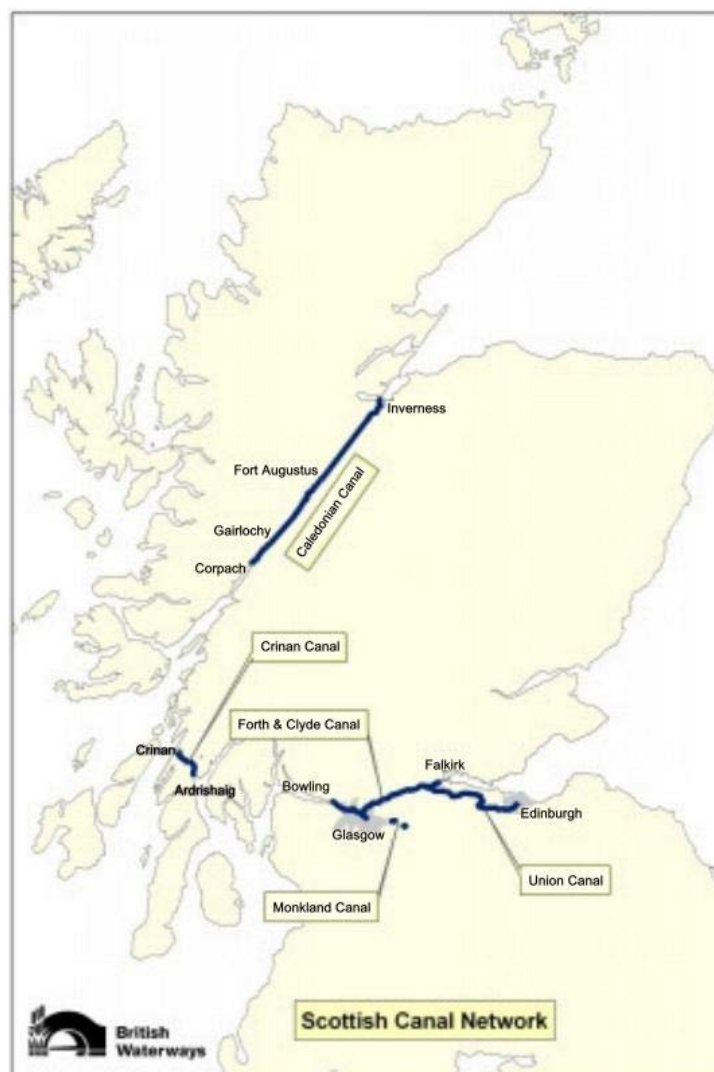 Inverness
Fort Augustus
Caledonian Canal
Gairlochy
Corpach
Crinan Canal
Forth & Clyde Canal
Crinan
Falkirk
Ardrishaig
Bowling
Edinburgh
Glasgow
Union Canal
Monkland Canal
Scottish Canal Network
British
Waterways